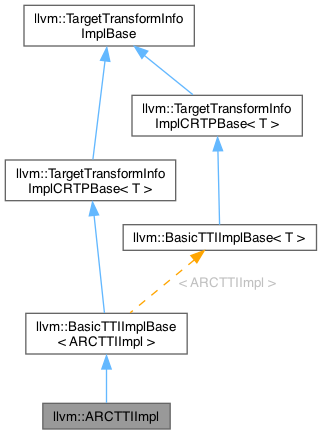 llvm::TargetTransformInfo
ImplBase
llvm::TargetTransformInfo
ImplCRTPBase< T >
llvm::TargetTransformInfo
ImplCRTPBase< T >
llvm::BasicTTIImplBase< T >
< ARCTTIImpl >
llvm::BasicTTIImplBase
< ARCTTIImpl >
llvm::ARCTTIImpl